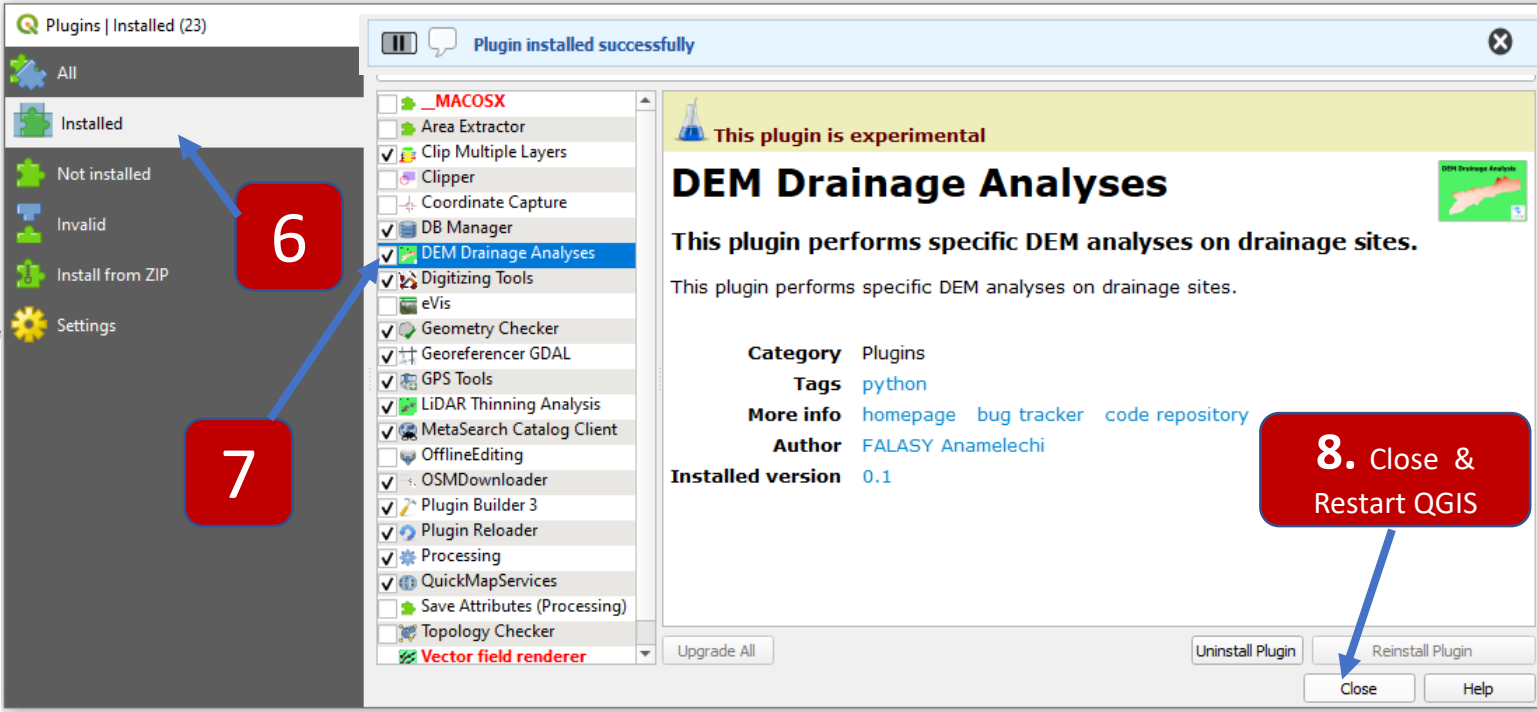 Plugins | Installed (23)
All
Installed
Not installed
Invalid
Install from ZIP
Settings
6
7
Plugin installed successfully
__MACOSX
Area Extractor
Clip Multiple Layers
Clipper
Coordinate Capture
DB Manager
DEM Drainage Analyses
Digitizing Tools
eVis
Geometry Checker
Georeferencer GDAL
GPS Tools
LiDAR Thinning Analysis
MetaSearch Catalog Client
OfflineEditing
OSMDownloader
Plugin Builder 3
Plugin Reloader
Processing
QuickMapServices
Save Attributes (Processing)
Topology Checker
Vector field renderer
This plugin is experimental
DEM Drainage Analyses
DEM Drainage Analysis
This plugin performs specific DEM analyses on drainage sites.
This plugin performs specific DEM analyses on drainage sites.
Category Plugins
Tags python
More info homepage bug tracker code repository
Author FALASY Anamelechi
Installed version 0.1
8. Close &
Restart QGIS
Upgrade All
Uninstall Plugin
Reinstall Plugin
Close
Help